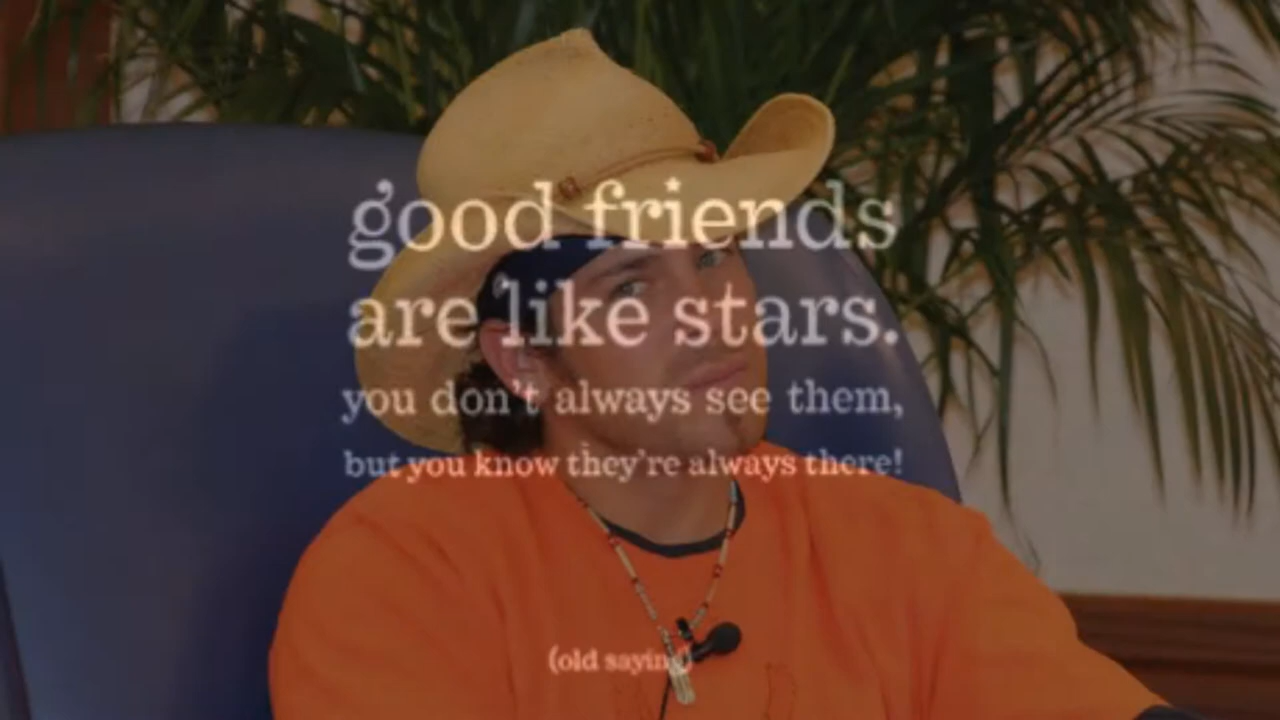 good friends
are like stars.
you don't always see them,
but you know they're always there!
(old saying)